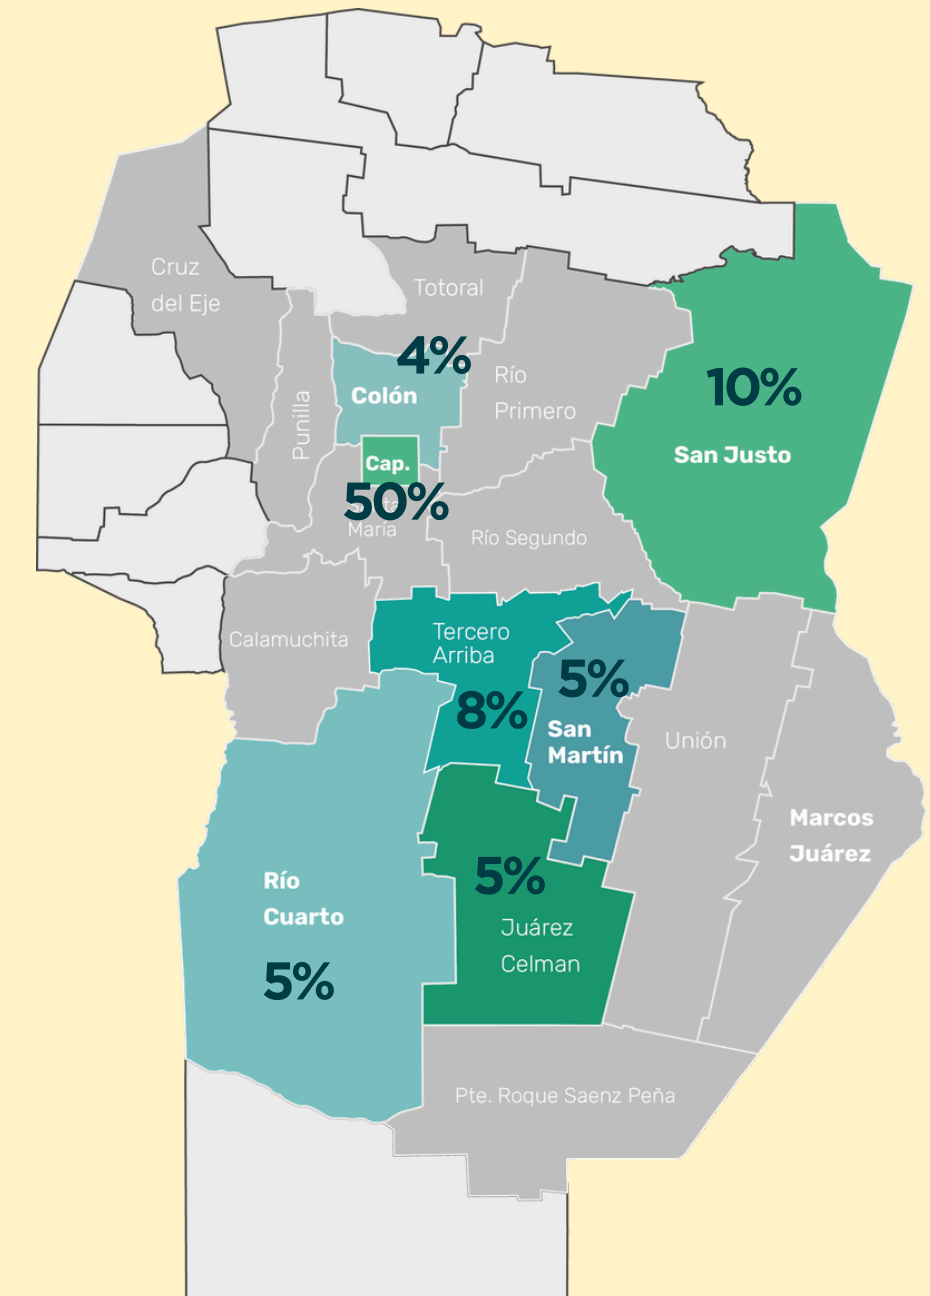 Cruz
del Eje
Totoral
4%
Colón
Río
Primero
10%
San Justo
Punilla
Cap.
50%
María
Río Segundo
Calamuchita
Tercero
Arriba
8%
5%
San
Martín
Unión
Marcos
Juárez
5%
Juárez
Celman
Río
Cuarto
5%
Pte. Roque Saenz Peña